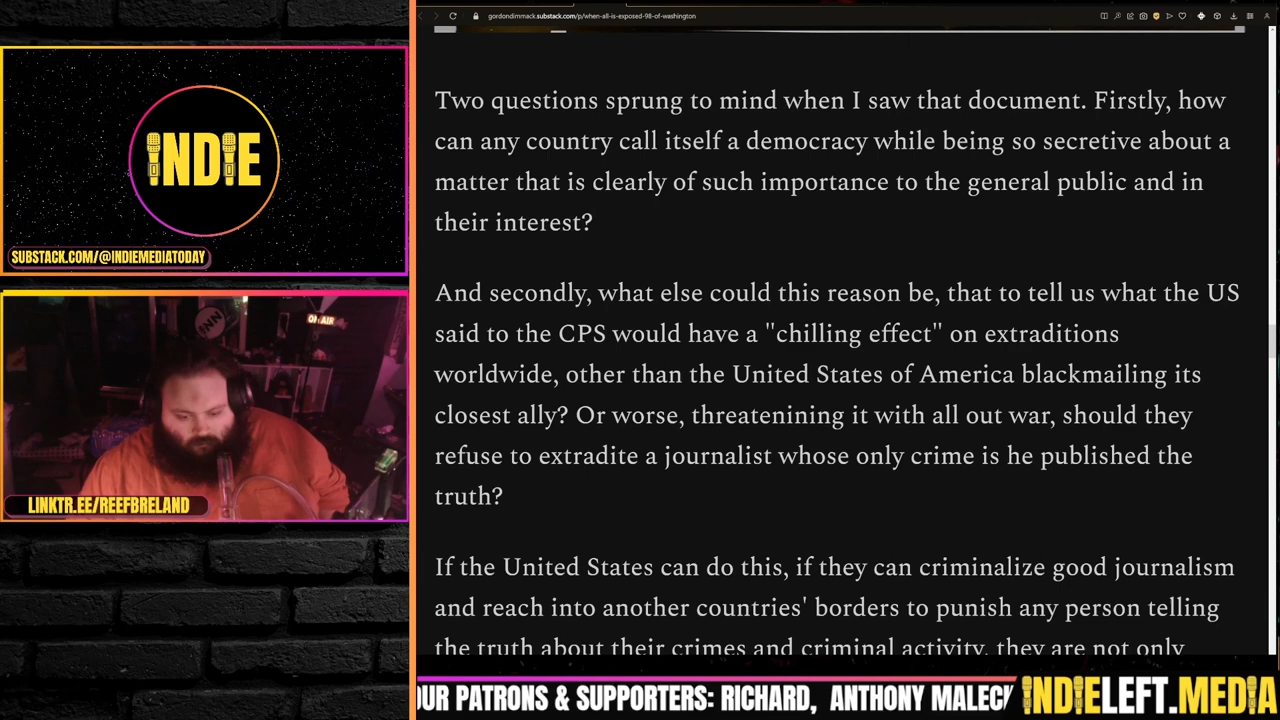 gordondimmack.substack.com/p/when-all-is-exposed-98-of-washington
INDIE
SUBSTACK.COM/@INDIEMEDIATODAY
INN
ON AIR
LINKTR.EE/REEFBRELAND
Two questions sprung to mind when I saw that document. Firstly, how
can any country call itself a democracy while being so secretive about a
matter that is clearly of such importance to the general public and in
their interest?
And secondly, what else could this reason be, that to tell us what the US
said to the CPS would have a "chilling effect" on extraditions
worldwide, other than the United States of America blackmailing its
closest ally? Or worse, threatenining it with all out war, should they
refuse to extradite a journalist whose only crime is he published the
truth?
If the United States can do this, if they can criminalize good journalism
and reach into another countries' borders to punish any person telling
the truth about their crimes and criminal activity, they are not only
OUR PATRONS & SUPPORTERS: RICHARD, ANTHONY MALECK
INDIELEFT.MEDIA